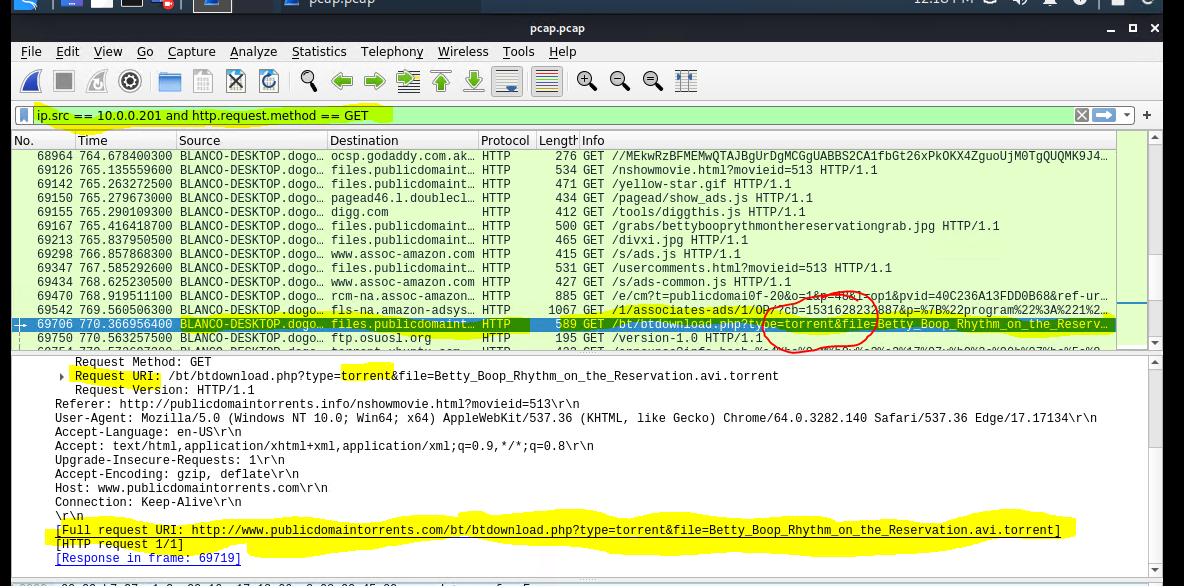 pcap.pcap
pcap.pcap
File Edit View Go Capture Analyze Statistics Telephony Wireless Tools Help
ip.src == 10.0.0.201 and http.request.method == GET
No. Time Source Destination Protocol Length Info
68964 764.678400300 BLANCO-DESKTOP.dogo… ocsp.godaddy.com.ak… HTTP 276 GET //MEkwRzBFMEMwQTAJBgUrDgMCGgUABBS2CA1fbGt26xPkOKX4ZguoUjM0TgQUQMK9J4…
69126 765.135559600 BLANCO-DESKTOP.dogo… files.publicdomaint… HTTP 534 GET /nshowmovie.html?movieid=513 HTTP/1.1
69142 765.263272500 BLANCO-DESKTOP.dogo… files.publicdomaint… HTTP 471 GET /yellow-star.gif HTTP/1.1
69150 765.279673000 BLANCO-DESKTOP.dogo… pagead46.l.doublecl… HTTP 434 GET /pagead/show_ads.js HTTP/1.1
69155 765.290109300 BLANCO-DESKTOP.dogo… digg.com HTTP 412 GET /tools/diggthis.js HTTP/1.1
69167 765.416418700 BLANCO-DESKTOP.dogo… files.publicdomaint… HTTP 500 GET /grabs/bettybooprythmonthereservationgrab.jpg HTTP/1.1
69213 765.837950500 BLANCO-DESKTOP.dogo… files.publicdomaint… HTTP 465 GET /divxi.jpg HTTP/1.1
69298 766.857868300 BLANCO-DESKTOP.dogo… www.assoc-amazon.com HTTP 415 GET /s/ads.js HTTP/1.1
69347 767.585292600 BLANCO-DESKTOP.dogo… files.publicdomaint… HTTP 531 GET /usercomments.html?movieid=513 HTTP/1.1
69434 768.625230500 BLANCO-DESKTOP.dogo… www.assoc-amazon.com HTTP 427 GET /s/ads-common.js HTTP/1.1
69470 768.919511100 BLANCO-DESKTOP.dogo… rcm-na.assoc-amazon… HTTP 885 GET /e/cm?t=publicdomai0f-20&o=1&p=48&l=op1&pvid=40C236A13FDD0B68&ref-ur…
69542 769.560506300 BLANCO-DESKTOP.dogo… fls-na.amazon-adsys… HTTP 1067 GET /1/associates-ads/1/OP/?cb=1531628232887&p=%7B%22program%22%3A%221%2…
69706 770.366956400 BLANCO-DESKTOP.dogo… files.publicdomaint… HTTP 589 GET /bt/btdownload.php?type=torrent&file=Betty_Boop_Rhythm_on_the_Reserv…
69750 770.563257500 BLANCO-DESKTOP.dogo… ftp.osuosl.org HTTP 195 GET /version-1.0 HTTP/1.1
Request Method: GET
Request URI: /bt/btdownload.php?type=torrent&file=Betty_Boop_Rhythm_on_the_Reservation.avi.torrent
Request Version: HTTP/1.1
Referer: http://publicdomaintorrents.info/nshowmovie.html?movieid=513\r\n
User-Agent: Mozilla/5.0 (Windows NT 10.0; Win64; x64) AppleWebKit/537.36 (KHTML, like Gecko) Chrome/64.0.3282.140 Safari/537.36 Edge/17.17134\r\n
Accept-Language: en-US\r\n
Accept: text/html,application/xhtml+xml,application/xml;q=0.9,*/*;q=0.8\r\n
Upgrade-Insecure-Requests: 1\r\n
Accept-Encoding: gzip, deflate\r\n
Host: www.publicdomaintorrents.com\r\n
Connection: Keep-Alive\r\n
\r\n
[Full request URI: http://www.publicdomaintorrents.com/bt/btdownload.php?type=torrent&file=Betty_Boop_Rhythm_on_the_Reservation.avi.torrent]
[HTTP request 1/1]
[Response in frame: 69719]